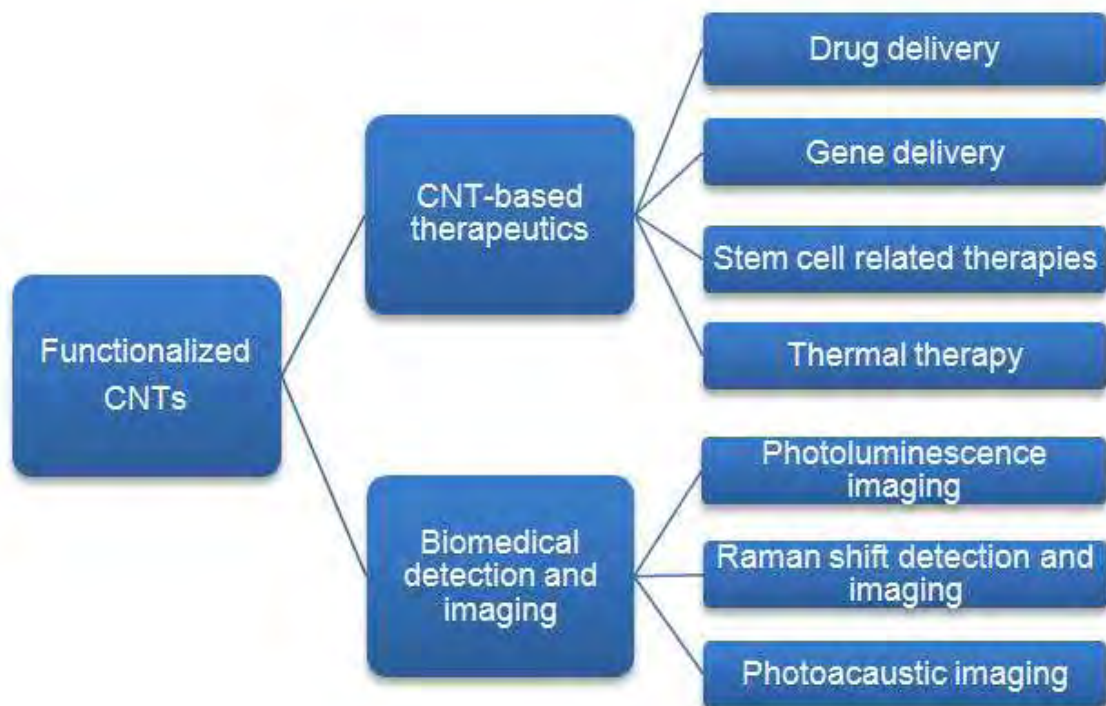 Functionalized
CNTs
CNT-based
therapeutics
Drug delivery
Gene delivery
Stem cell related therapies
Thermal therapy
Biomedical
detection and
imaging
Photoluminescence
imaging
Raman shift detection and
imaging
Photoacaustic imaging